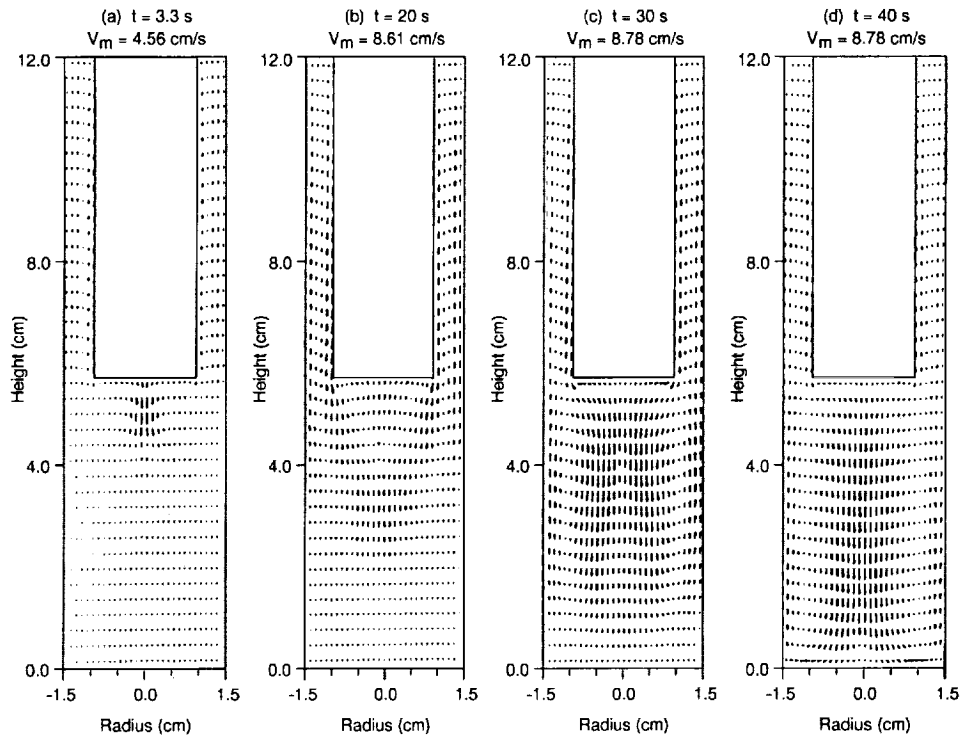 (a) t = 3.3 s
V_m = 4.56 cm/s
(b) t = 20 s
V_m = 8.61 cm/s
(c) t = 30 s
V_m = 8.78 cm/s
(d) t = 40 s
V_m = 8.78 cm/s
12.0
8.0
4.0
0.0
Height (cm)
-1.5 0.0 1.5
Radius (cm)
12.0
8.0
4.0
0.0
Height (cm)
-1.5 0.0 1.5
Radius (cm)
12.0
8.0
4.0
0.0
Height (cm)
-1.5 0.0 1.5
Radius (cm)
12.0
8.0
4.0
0.0
Height (cm)
-1.5 0.0 1.5
Radius (cm)